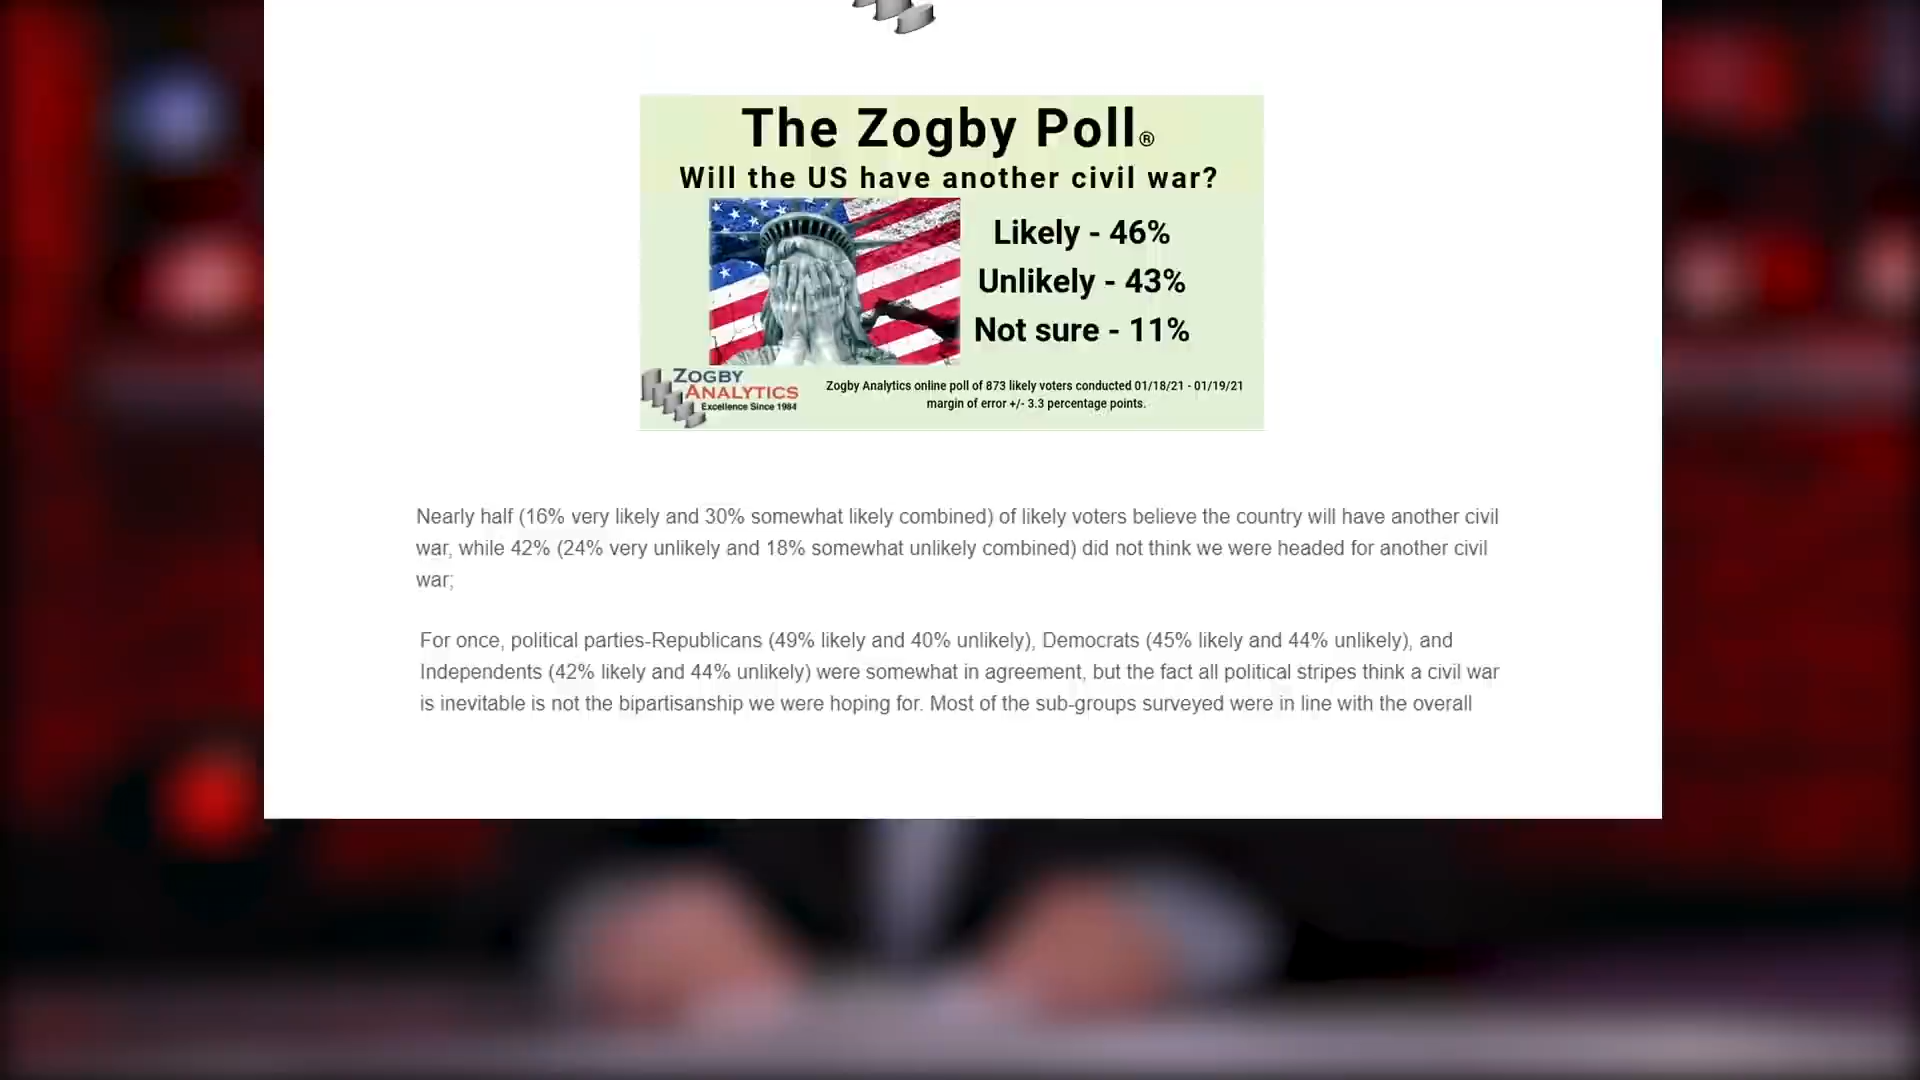 The Zogby Poll®
Will the US have another civil war?
Likely - 46%
Unlikely - 43%
Not sure - 11%
ZOGBY
ANALYTICS
Excellence Since 1984
Zogby Analytics online poll of 873 likely voters conducted 01/18/21 - 01/19/21
margin of error +/- 3.3 percentage points.
Nearly half (16% very likely and 30% somewhat likely combined) of likely voters believe the country will have another civil
war, while 42% (24% very unlikely and 18% somewhat unlikely combined) did not think we were headed for another civil
war;
For once, political parties-Republicans (49% likely and 40% unlikely), Democrats (45% likely and 44% unlikely), and
Independents (42% likely and 44% unlikely) were somewhat in agreement, but the fact all political stripes think a civil war
is inevitable is not the bipartisanship we were hoping for. Most of the sub-groups surveyed were in line with the overall